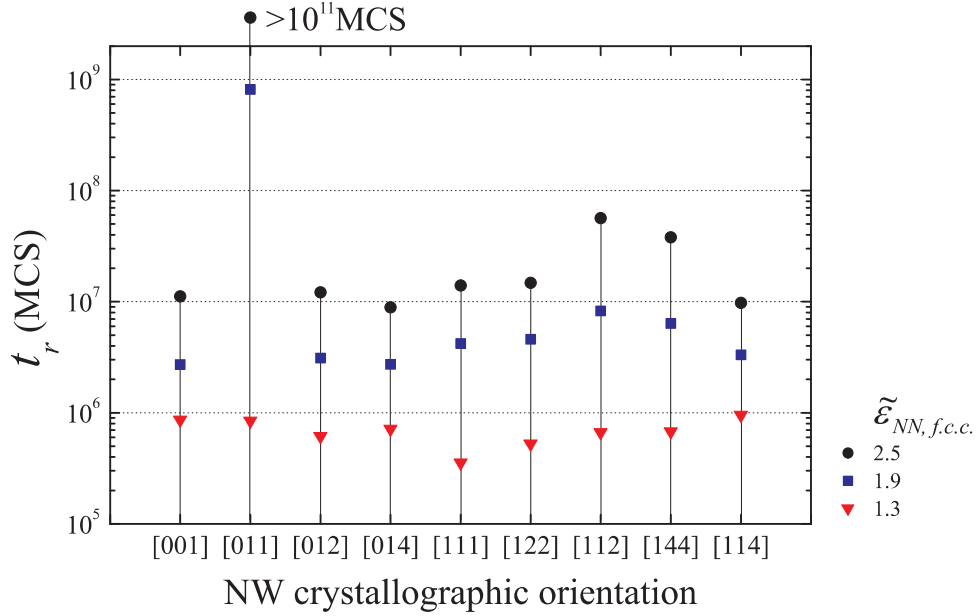 >10¹¹MCS
10⁹
10⁸
10⁷
10⁶
10⁵
t_r (MCS)
[001] [011] [012] [014] [111] [122] [112] [144] [114]
NW crystallographic orientation
ε̃_NN, f.c.c.
2.5
1.9
1.3